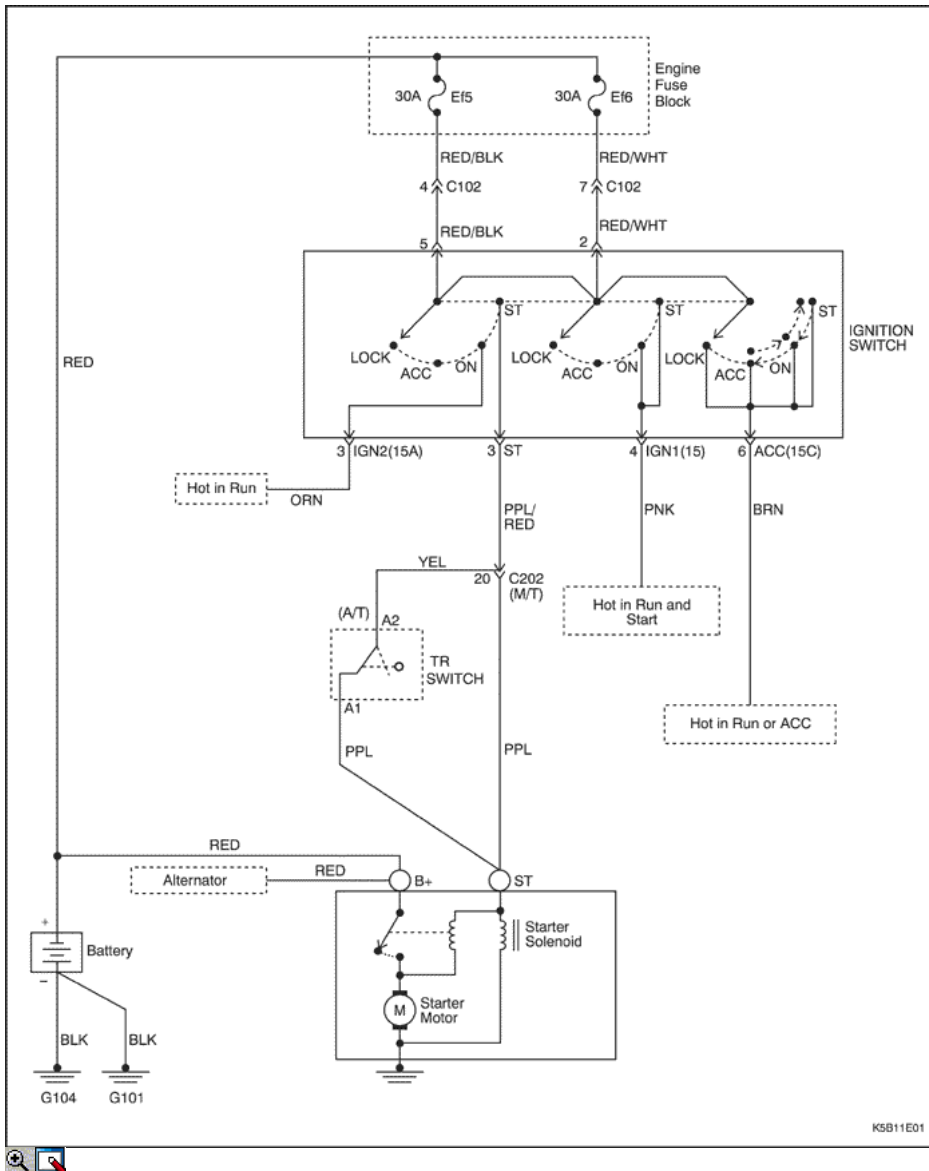 Engine
Fuse
Block
30A Ef5
30A Ef6
RED/BLK
RED/WHT
4 C102
7 C102
RED/BLK
RED/WHT
5
2
ST
ST
ST
IGNITION
SWITCH
LOCK
ACC
ON
LOCK
ACC
ON
LOCK
ACC
ON
RED
3 IGN2(15A)
3 ST
4 IGN1(15)
6 ACC(15C)
Hot in Run
ORN
PPL/
RED
PNK
BRN
YEL
20 C202
(M/T)
Hot in Run and
Start
(A/T)
A2
TR
SWITCH
A1
Hot in Run or ACC
PPL
PPL
RED
Alternator
RED
B+
ST
+
Battery
–
Starter
Solenoid
M
Starter
Motor
BLK
BLK
G104
G101
K5B11E01